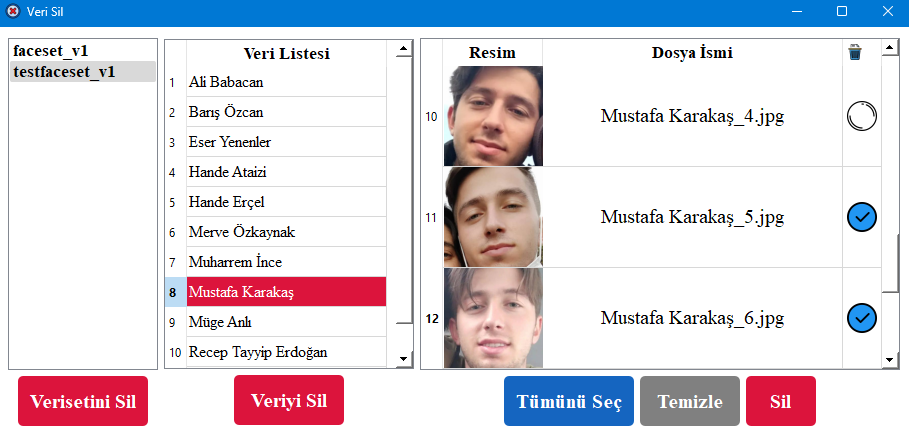 Veri Sil
faceset_v1
testfaceset_v1
Veri Listesi
1 Ali Babacan
2 Barış Özcan
3 Eser Yenenler
4 Hande Ataizi
5 Hande Erçel
6 Merve Özkaynak
7 Muharrem İnce
8 Mustafa Karakaş
9 Müge Anlı
10 Recep Tayyip Erdoğan
Resim Dosya İsmi
10 Mustafa Karakaş_4.jpg
11 Mustafa Karakaş_5.jpg
12 Mustafa Karakaş_6.jpg
Verisetini Sil
Veriyi Sil
Tümünü Seç
Temizle
Sil